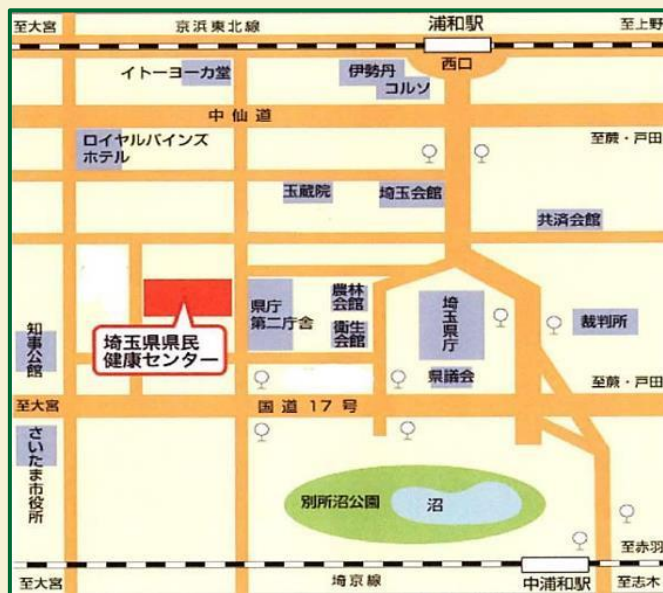 至大宮
京浜東北線
浦和駅
至上野
西口
イトーヨーカ堂
伊勢丹
コルソ
中仙道
ロイヤルパインズ
ホテル
至蕨・戸田
玉蔵院
埼玉会館
共済会館
県庁
第二庁舎
農林
会館
衛生
会館
埼玉県庁
裁判所
知事公館
埼玉県県民
健康センター
県議会
至蕨・戸田
至大宮
国道17号
さいたま市役所
別所沼公園
沼
至赤羽
至大宮
埼京線
中浦和駅
至志木